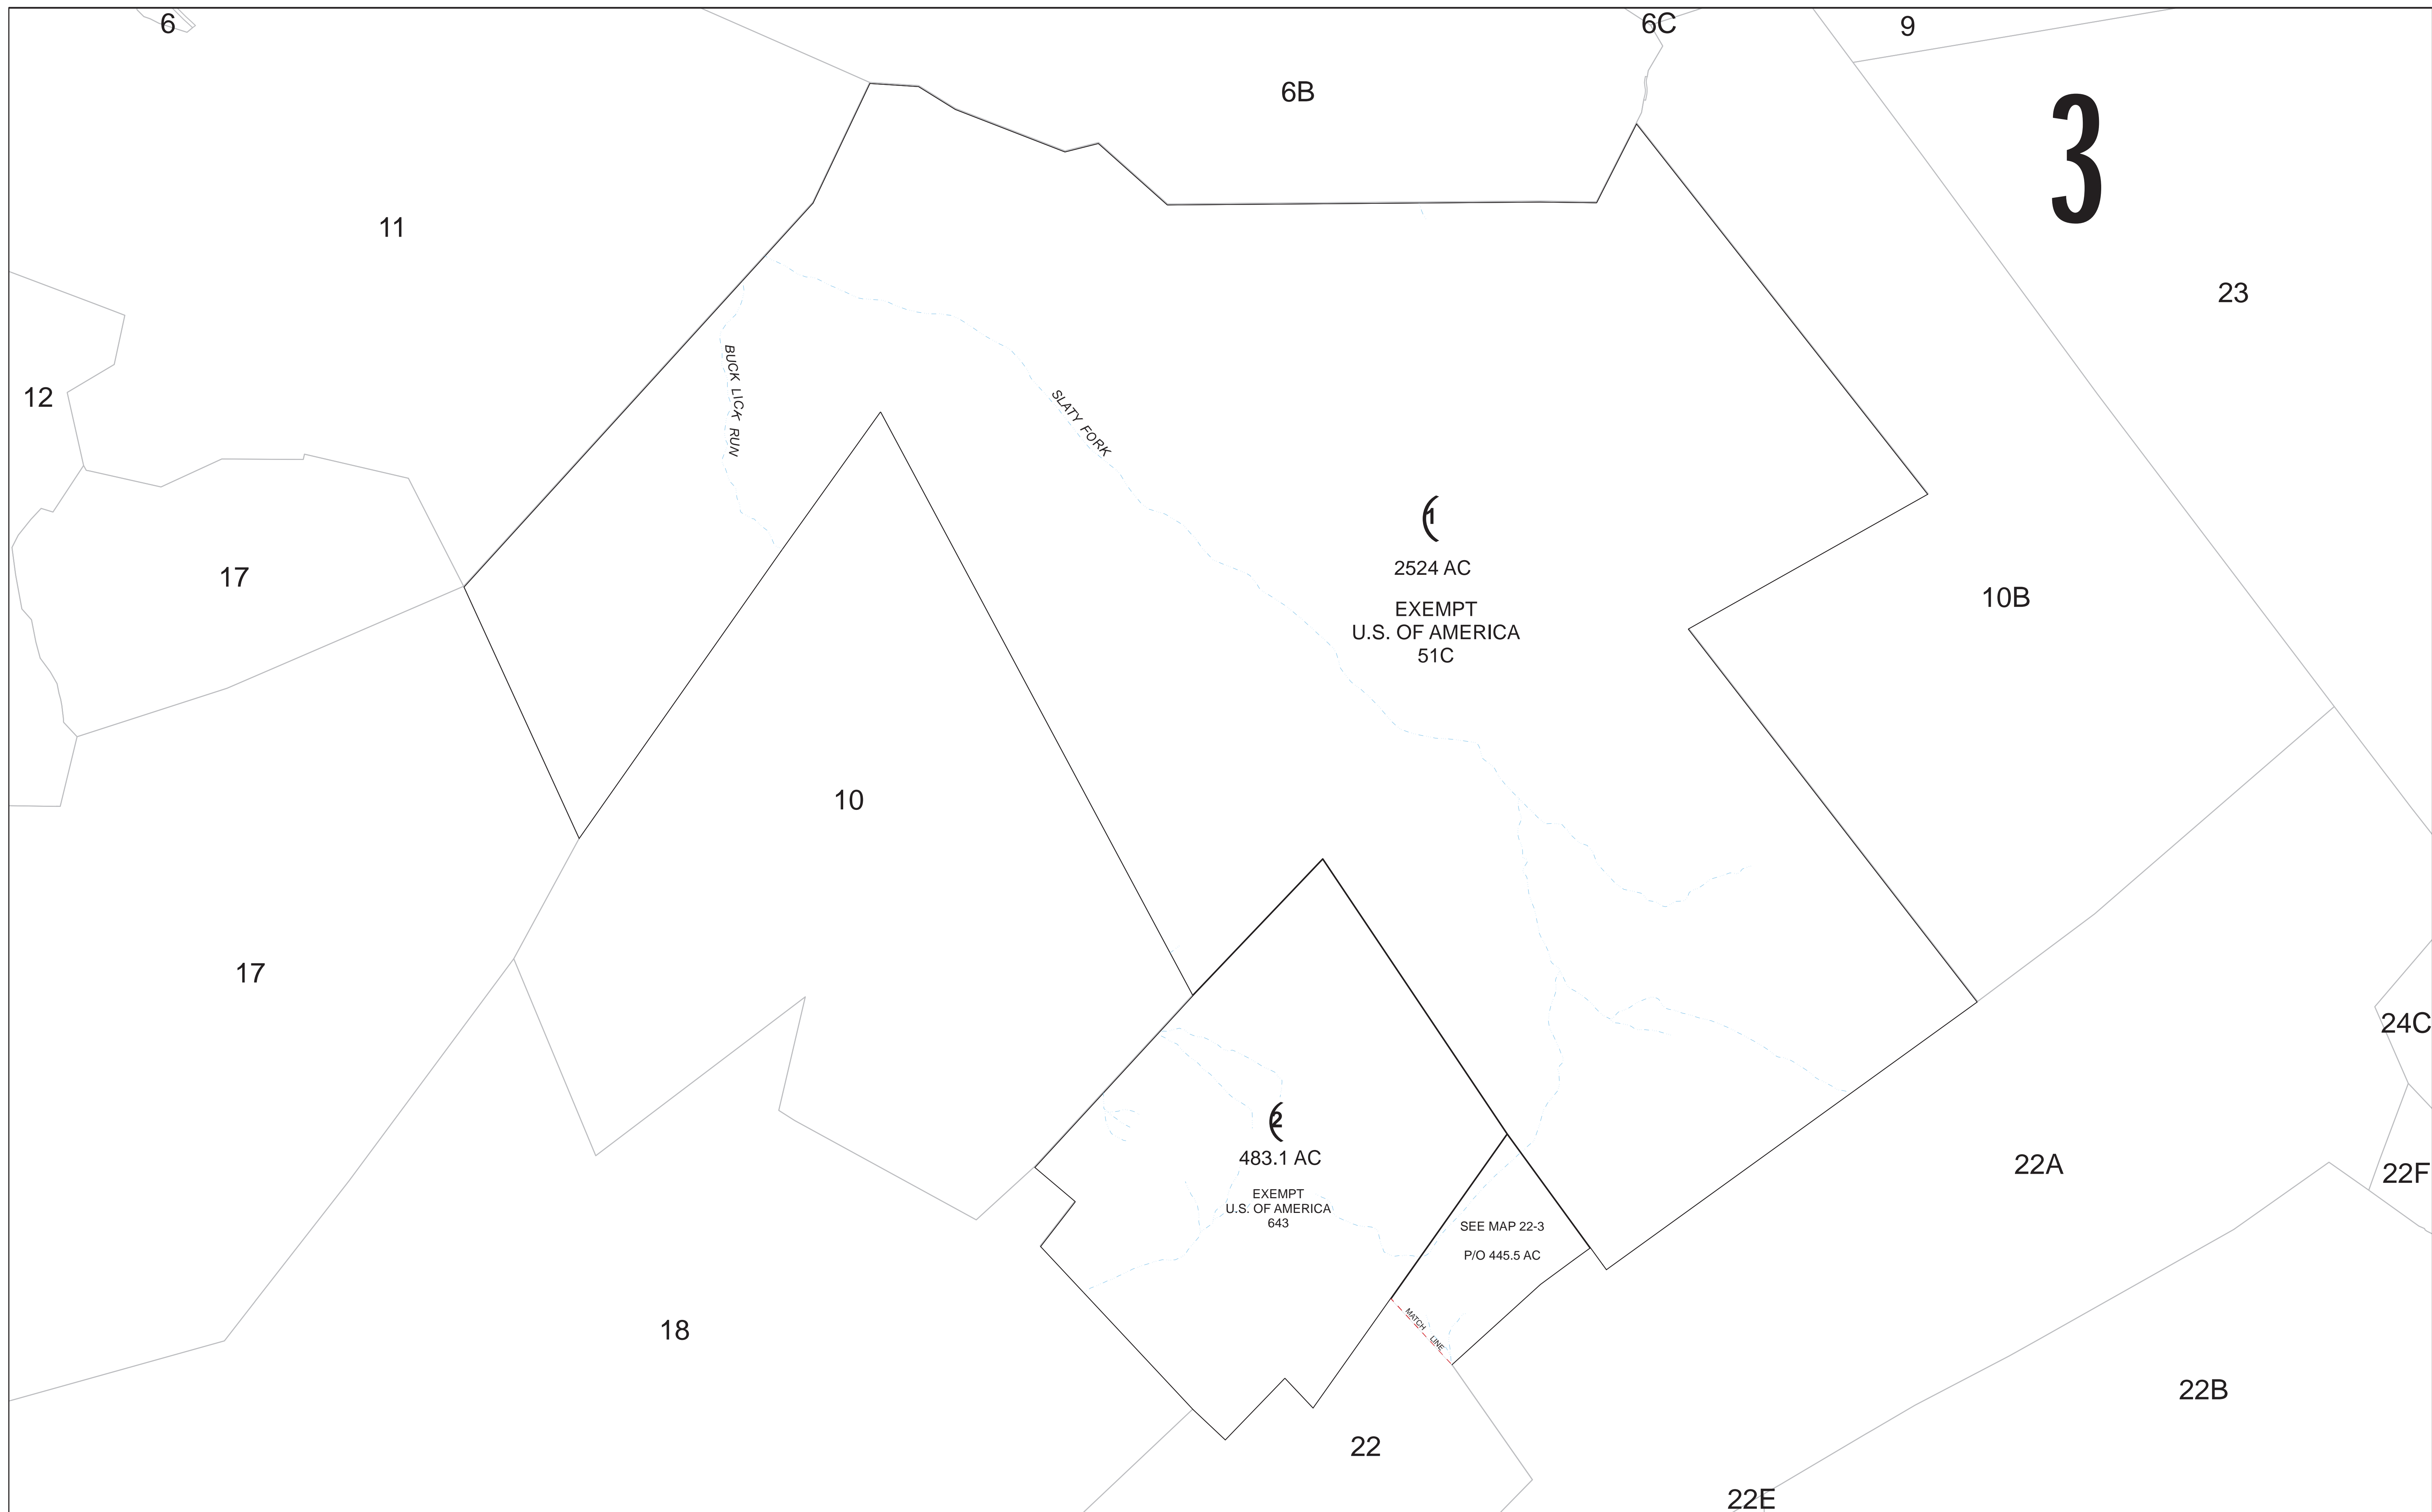 6
6C
9
6B
3
11
23
BUCK LICK RUN
SLATY FORK
12
1
2524 AC
EXEMPT
U.S. OF AMERICA
51C
17
10B
10
17
24C
2
483.1 AC
EXEMPT
U.S. OF AMERICA
643
22A
22F
SEE MAP 22-3
P/O 445.5 AC
MATCH LINE
18
22B
22
22E